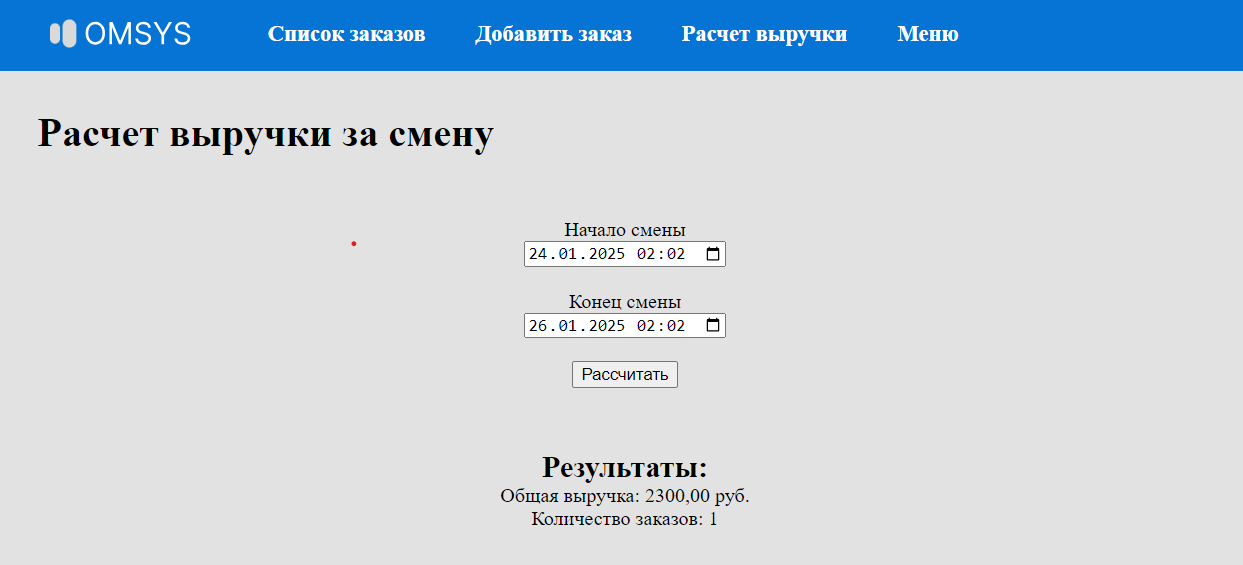 OMSYS Список заказов Добавить заказ Расчет выручки Меню
Расчет выручки за смену
Начало смены
24.01.2025 02:02
Конец смены
26.01.2025 02:02
Рассчитать
Результаты:
Общая выручка: 2300,00 руб.
Количество заказов: 1